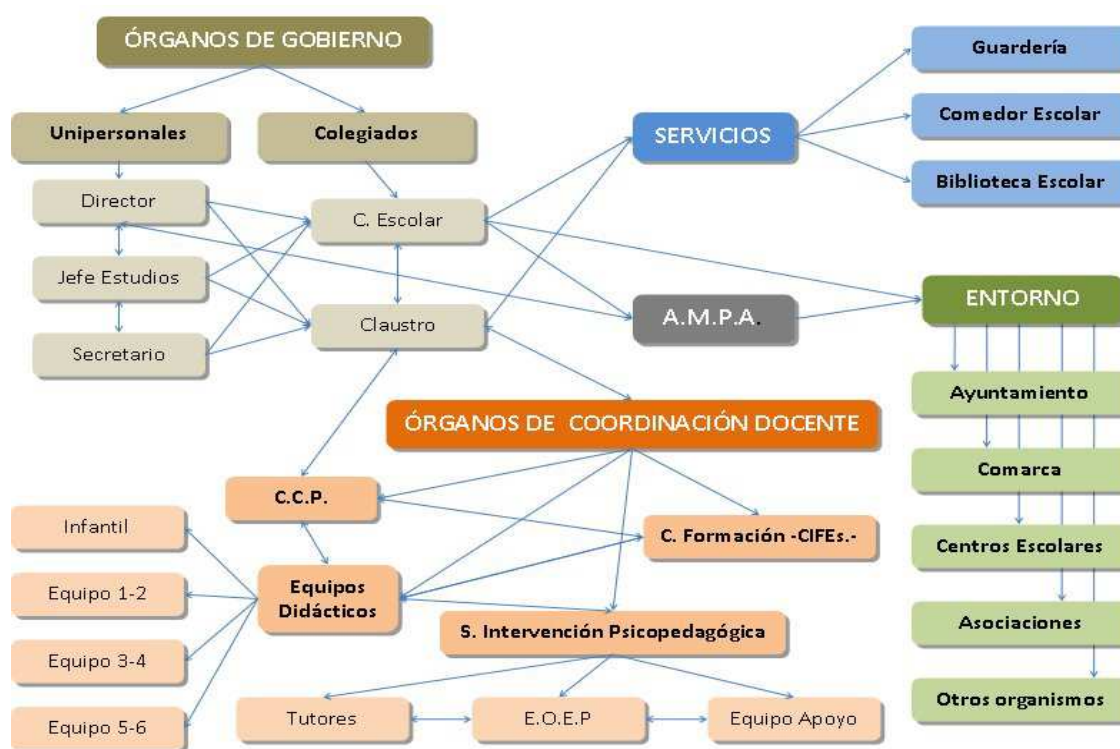 ÓRGANOS DE GOBIERNO
Unipersonales
Colegiados
Director
Jefe Estudios
Secretario
C. Escolar
Claustro
SERVICIOS
Guardería
Comedor Escolar
Biblioteca Escolar
A.M.P.A.
ENTORNO
Ayuntamiento
Comarca
Centros Escolares
Asociaciones
Otros organismos
ÓRGANOS DE COORDINACIÓN DOCENTE
C.C.P.
C. Formación -CIFEs.-
Equipos
Didácticos
Infantil
Equipo 1-2
Equipo 3-4
Equipo 5-6
S. Intervención Psicopedagógica
Tutores
E.O.E.P
Equipo Apoyo